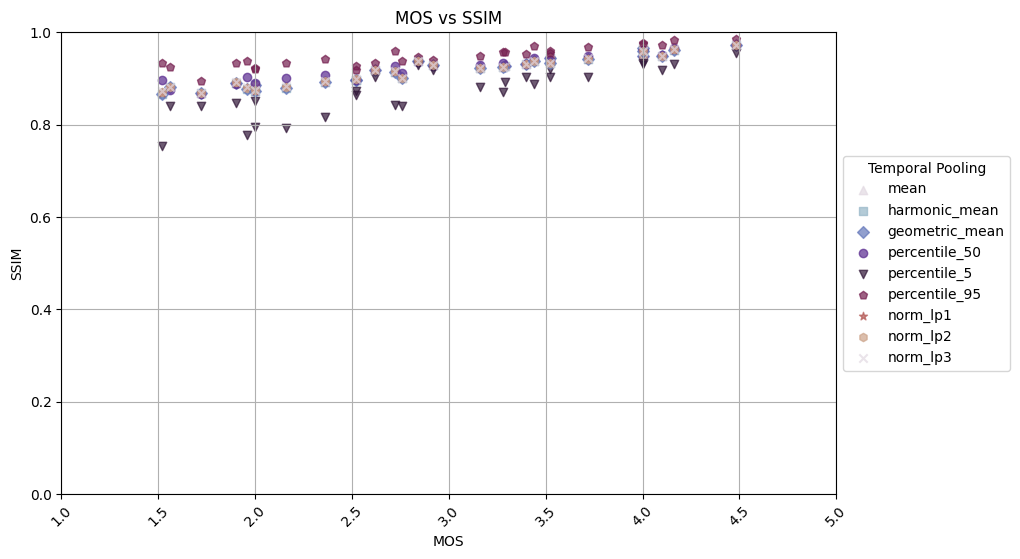 MOS vs SSIM
1.0
0.8
0.6
0.4
0.2
0.0
SSIM
1.0
1.5
2.0
2.5
3.0
3.5
4.0
4.5
5.0
MOS
Temporal Pooling
mean
harmonic_mean
geometric_mean
percentile_50
percentile_5
percentile_95
norm_lp1
norm_lp2
norm_lp3